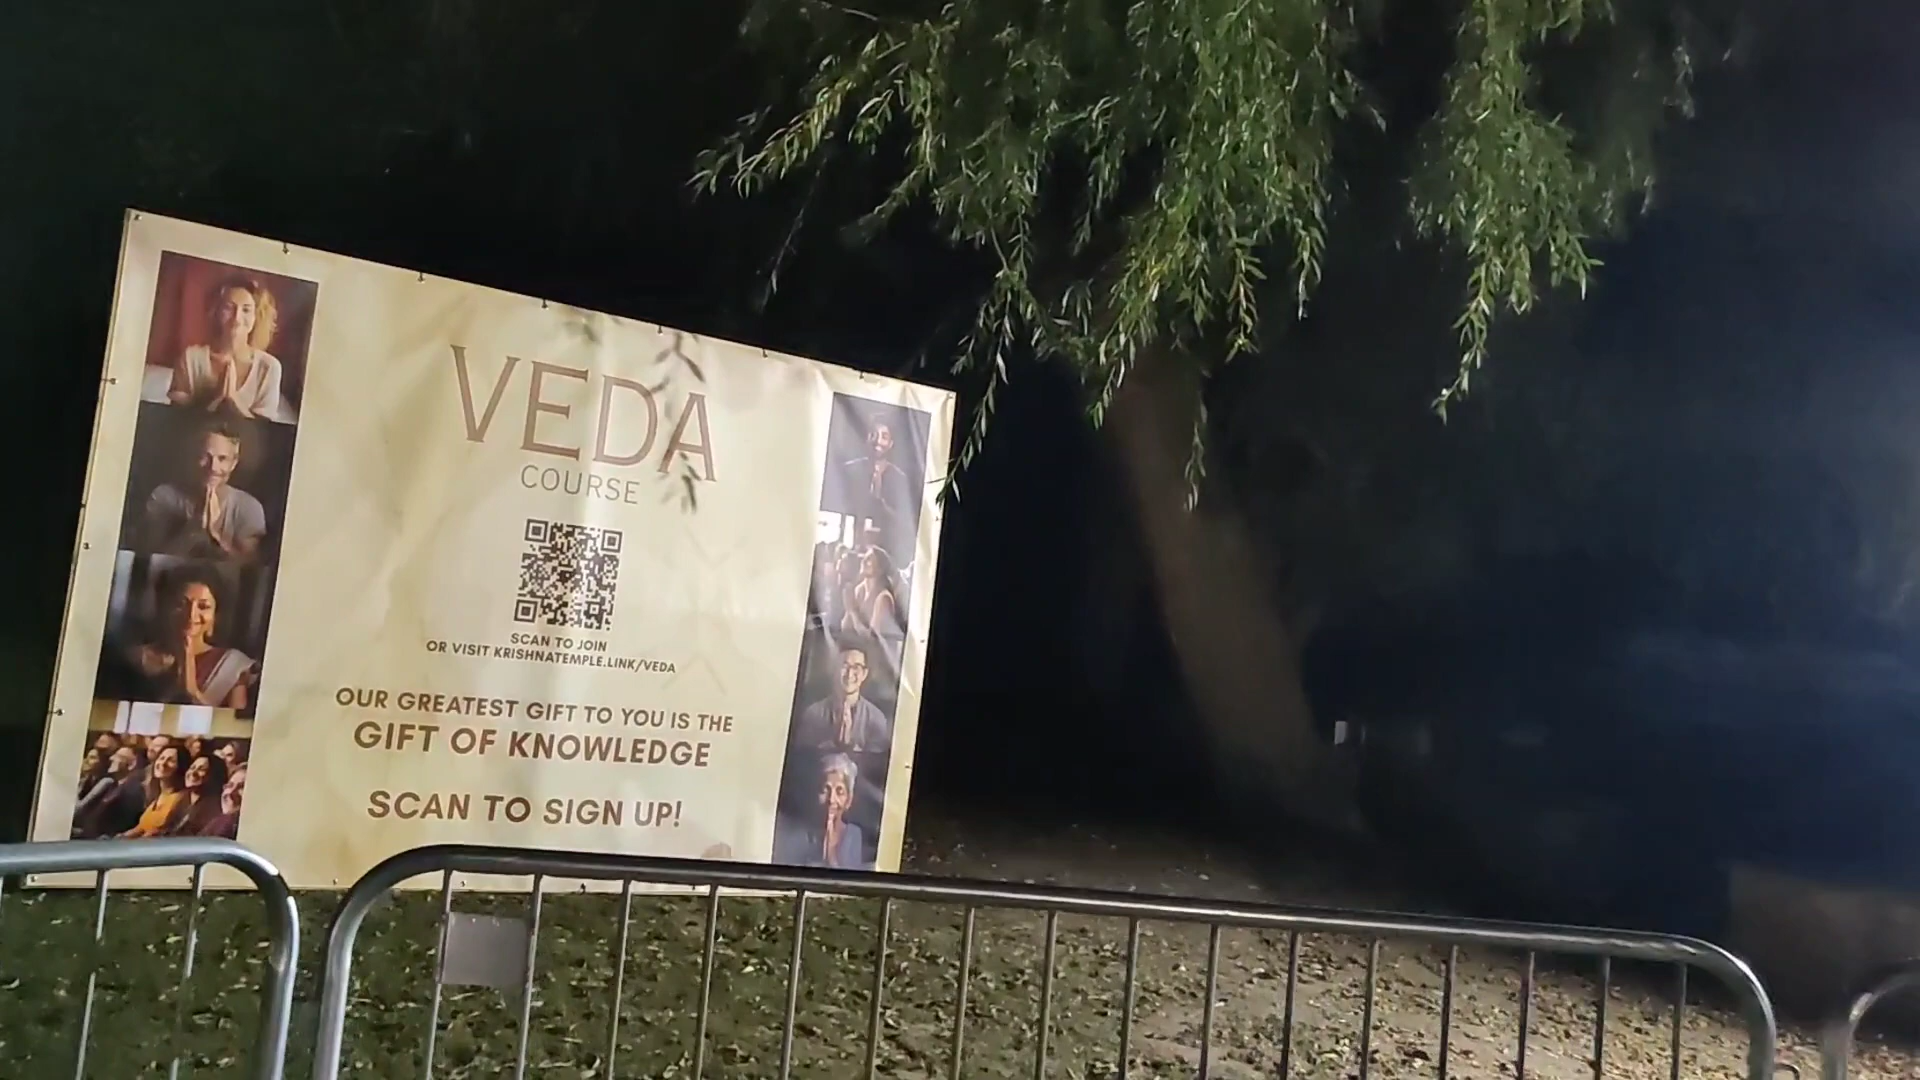 VEDA
COURSE
SCAN TO JOIN
OR VISIT KRISHNATEMPLE.LINK/VEDA
OUR GREATEST GIFT TO YOU IS THE
GIFT OF KNOWLEDGE
SCAN TO SIGN UP!